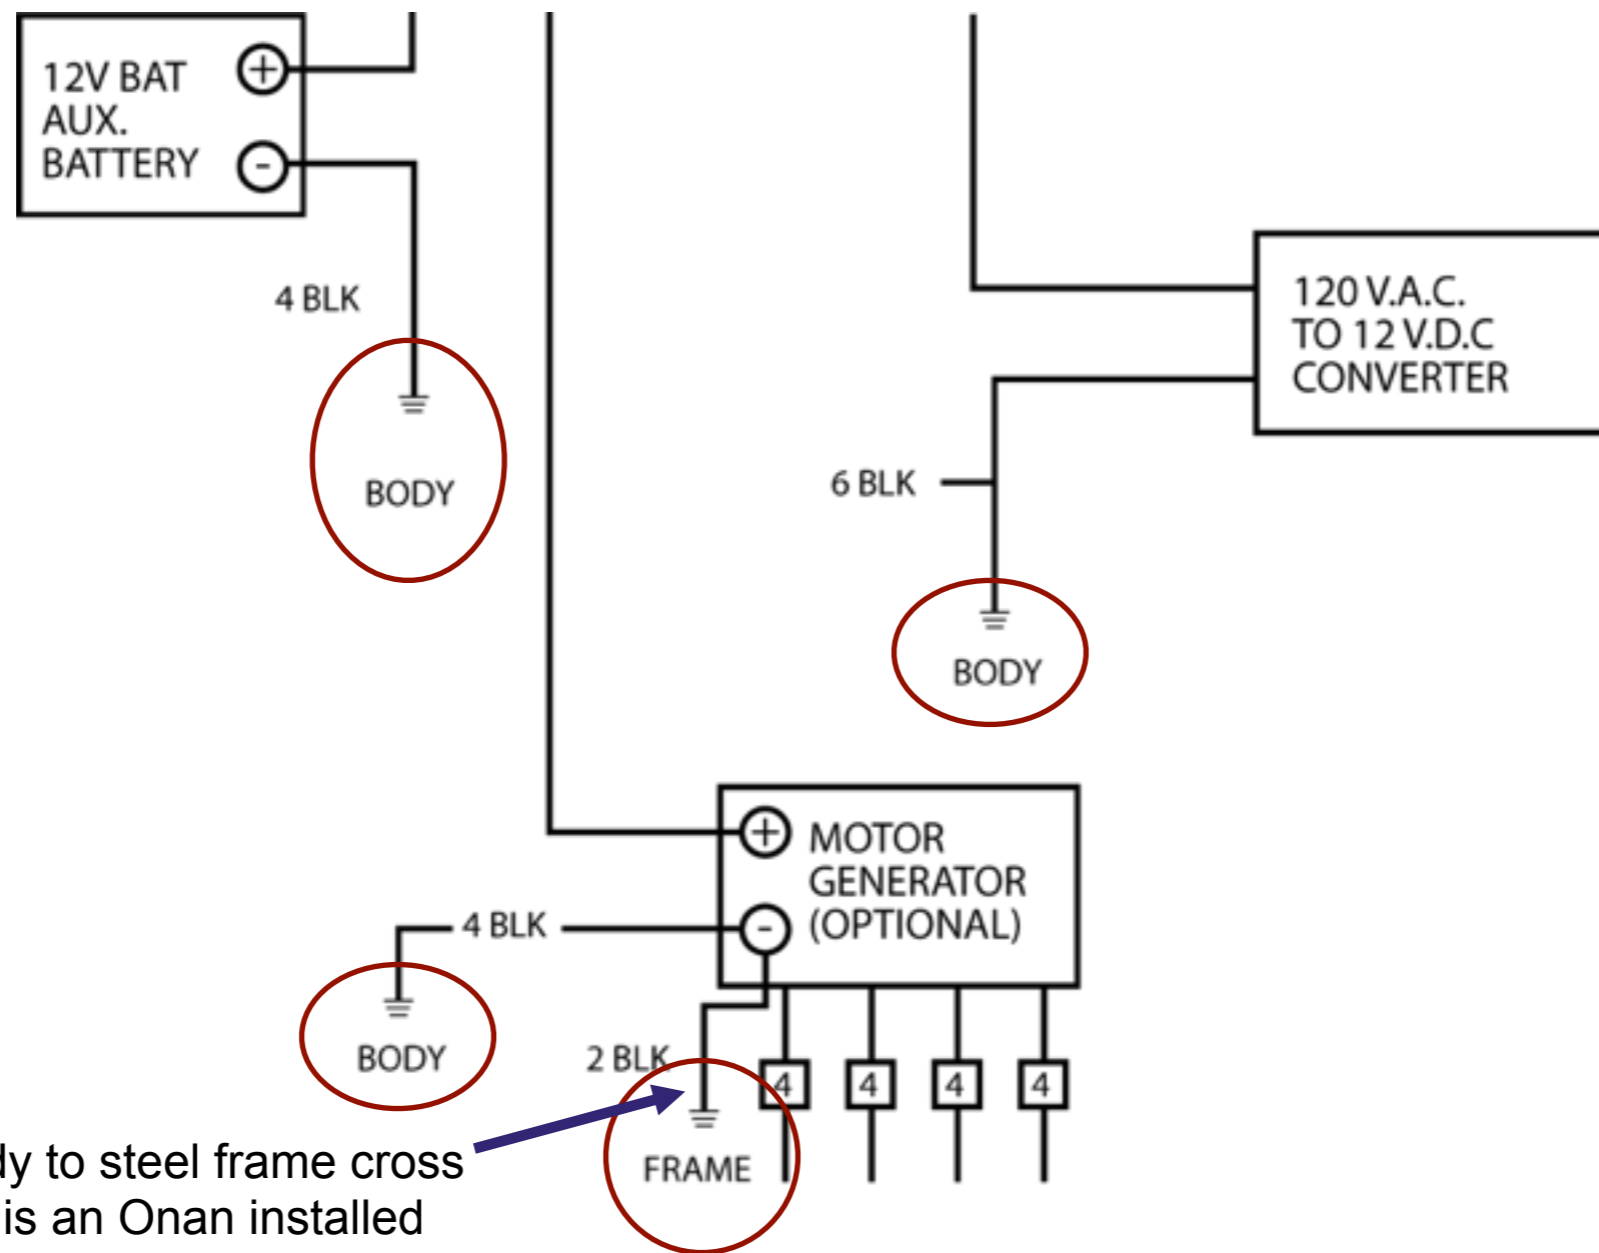 12V BAT
AUX.
BATTERY
+
-
4 BLK
BODY
120 V.A.C.
TO 12 V.D.C
CONVERTER
6 BLK
BODY
+
MOTOR
GENERATOR
(OPTIONAL)
-
4 BLK
BODY
2 BLK
4 4 4 4
FRAME
dy to steel frame cross
is an Onan installed